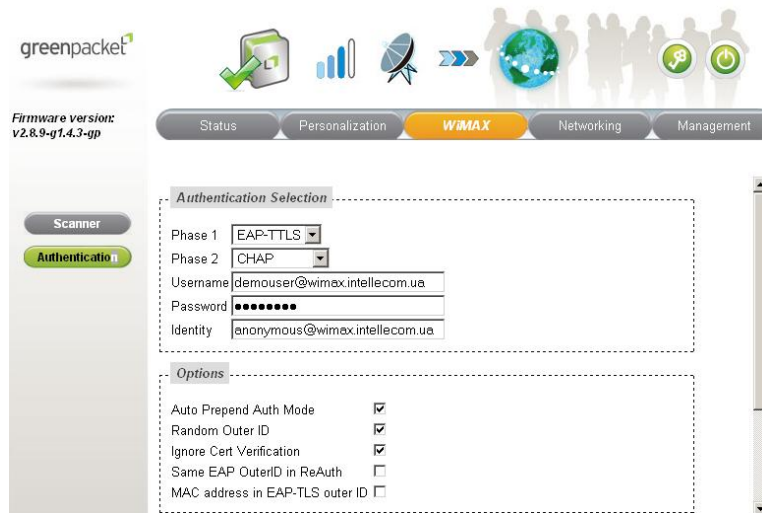 greenpacket
Firmware version:
v2.8.9-g1.4.3-gp
Status Personalization WiMAX Networking Management
Scanner
Authentication
Authentication Selection
Phase 1 EAP-TTLS
Phase 2 CHAP
Username demouser@wimax.intellecom.ua
Password ●●●●●●●●
Identity anonymous@wimax.intellecom.ua
Options
Auto Prepend Auth Mode
Random Outer ID
Ignore Cert Verification
Same EAP OuterID in ReAuth
MAC address in EAP-TLS outer ID